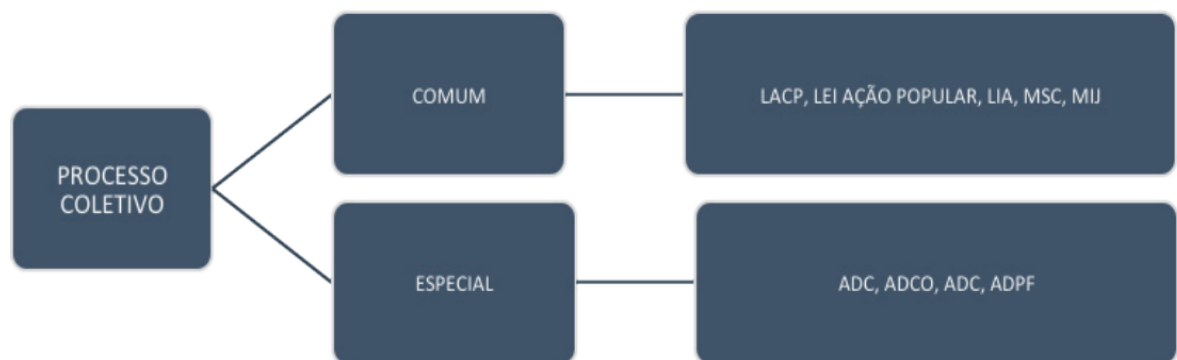 PROCESSO
COLETIVO
COMUM
LACP, LEI AÇÃO POPULAR, LIA, MSC, MIJ
ESPECIAL
ADC, ADCO, ADC, ADPF